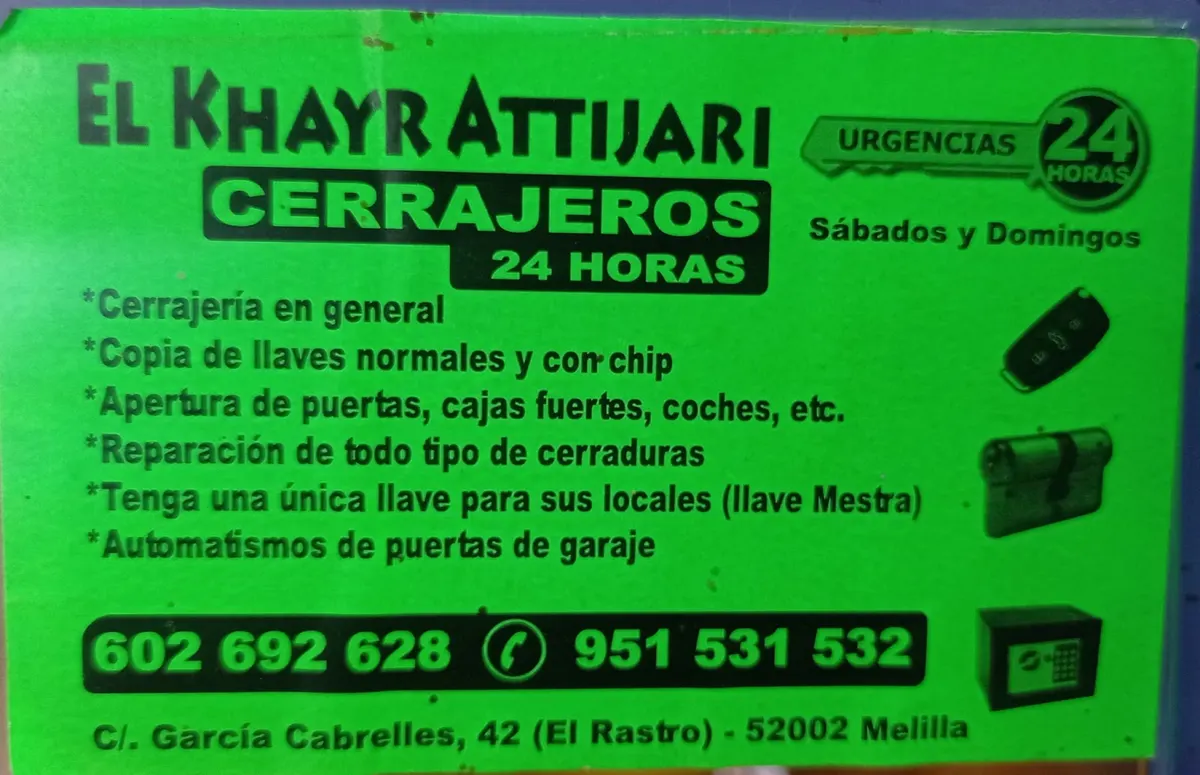 EL KHAYR ATTIJARI
CERRAJEROS
24 HORAS
URGENCIAS 24 HORAS
Sábados y Domingos
*Cerrajería en general
*Copia de llaves normales y con chip
*Apertura de puertas, cajas fuertes, coches, etc.
*Reparación de todo tipo de cerraduras
*Tenga una única llave para sus locales (llave Mestra)
*Automatismos de puertas de garaje
602 692 628 951 531 532
C/. García Cabrelles, 42 (El Rastro) - 52002 Melilla